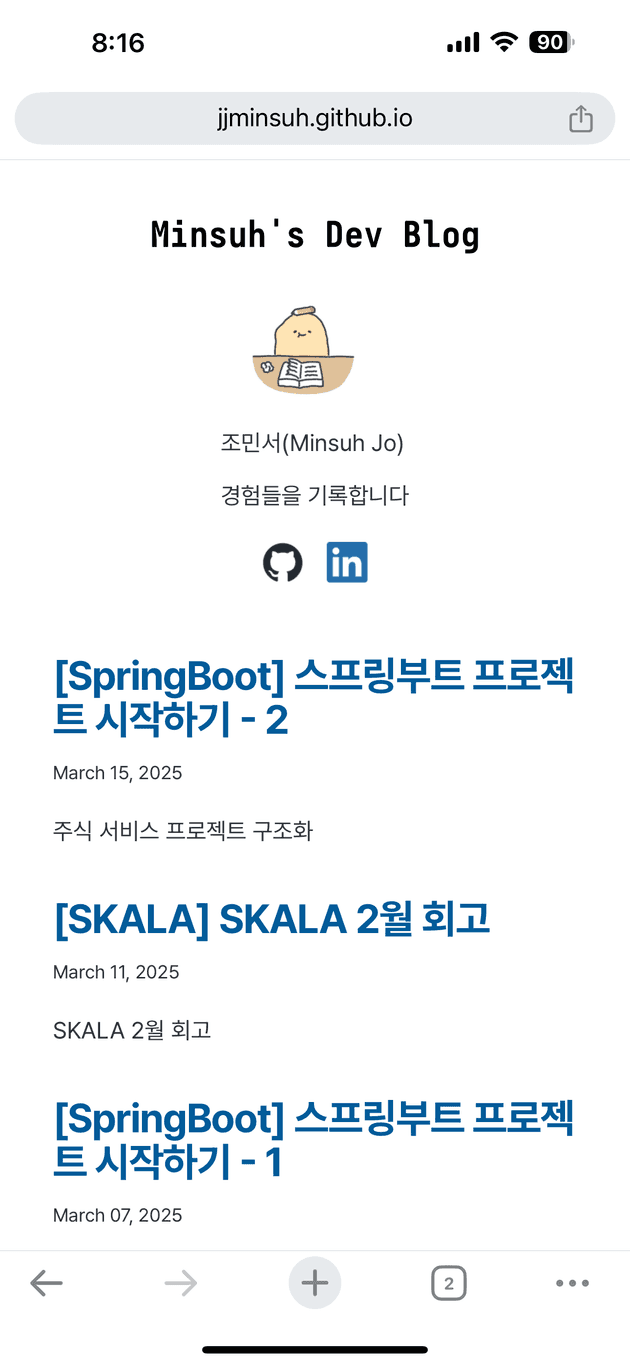 8:16
90
jjminsuh.github.io
Minsuh's Dev Blog
조민서(Minsuh Jo)
경험들을 기록합니다
in
[SpringBoot] 스프링부트 프로젝
트 시작하기 - 2
March 15, 2025
주식 서비스 프로젝트 구조화
[SKALA] SKALA 2월 회고
March 11, 2025
SKALA 2월 회고
[SpringBoot] 스프링부트 프로젝
트 시작하기 - 1
March 07, 2025
2